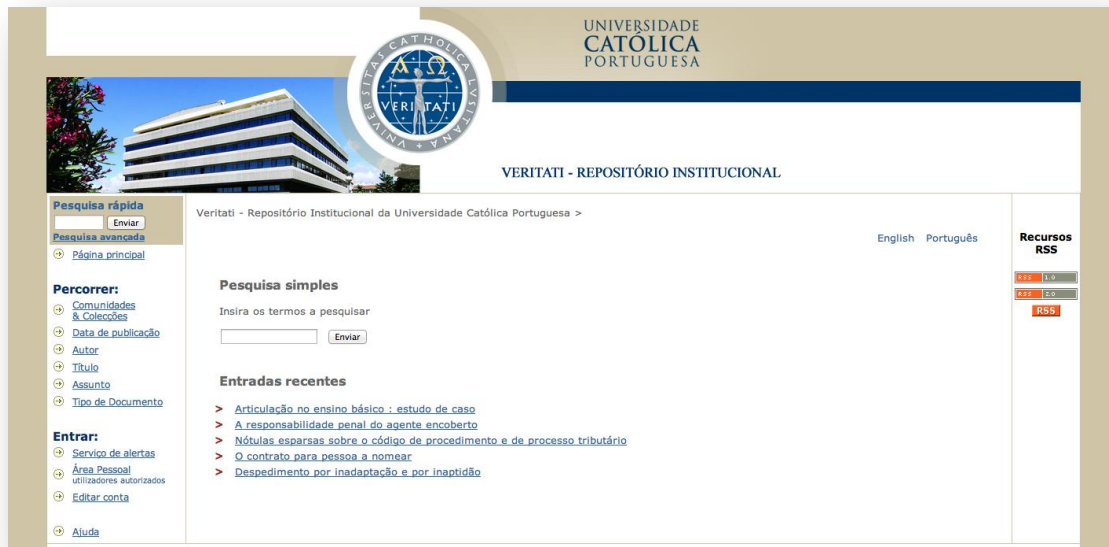 UNIVERSIDADE
CATÓLICA
PORTUGUESA
UNIVERSITAS CATHOLICA LVSITANA
Α Ω
VERITATI
VERITATI - REPOSITÓRIO INSTITUCIONAL
Pesquisa rápida
Enviar
Pesquisa avançada
Página principal
Percorrer:
Comunidades
& Colecções
Data de publicação
Autor
Título
Assunto
Tipo de Documento
Entrar:
Serviço de alertas
Área Pessoal
utilizadores autorizados
Editar conta
Ajuda
Veritati - Repositório Institucional da Universidade Católica Portuguesa >
English Português
Pesquisa simples
Insira os termos a pesquisar
Enviar
Entradas recentes
> Articulação no ensino básico : estudo de caso
> A responsabilidade penal do agente encoberto
> Nótulas esparsas sobre o código de procedimento e de processo tributário
> O contrato para pessoa a nomear
> Despedimento por inadaptação e por inaptidão
Recursos
RSS
RSS 1.0
RSS 2.0
RSS